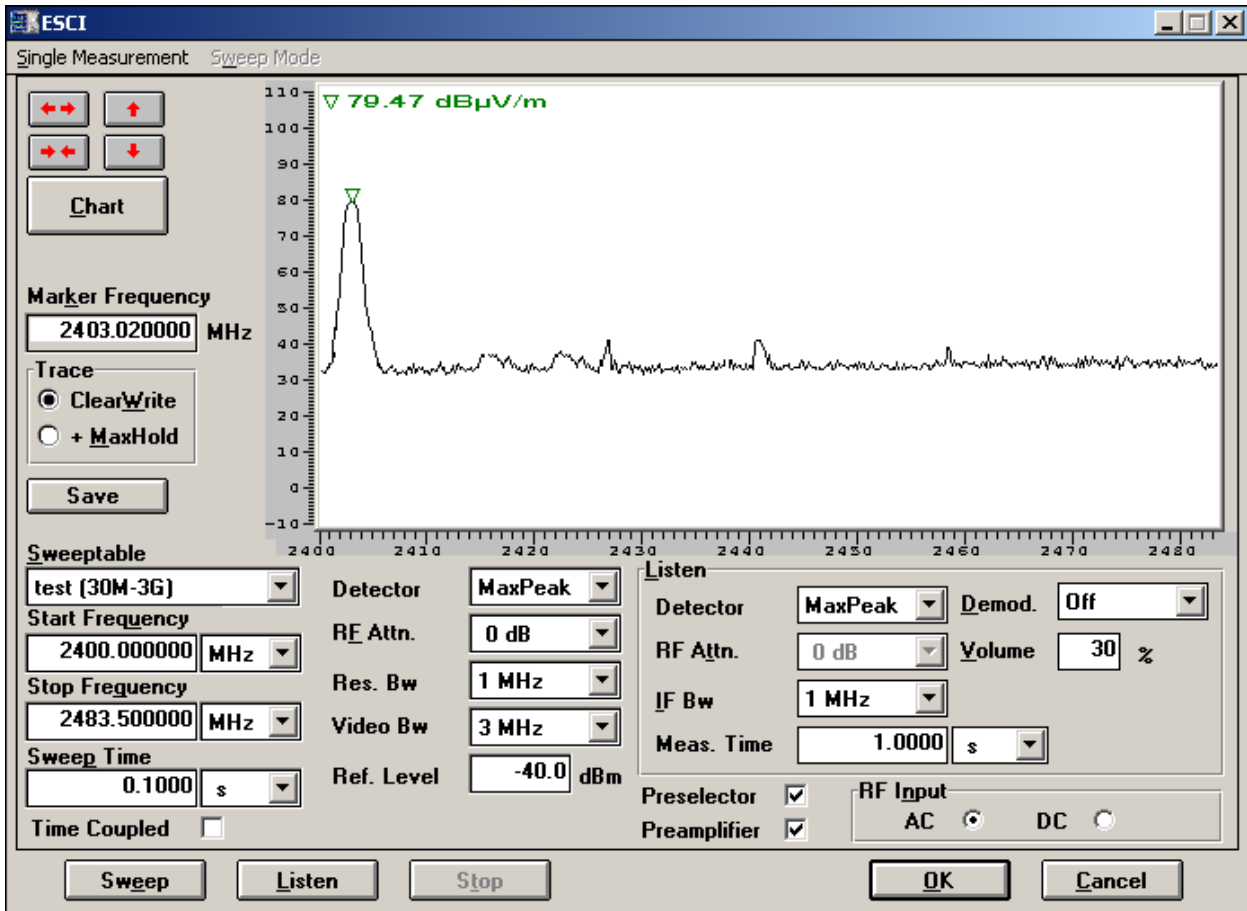 ESCI
Single Measurement Sweep Mode
110
100
90
80
70
60
50
40
30
20
10
0
-10
79.47 dBµV/m
Chart
Marker Frequency
2403.020000 MHz
Trace
ClearWrite
+ MaxHold
Save
2400 2410 2420 2430 2440 2450 2460 2470 2480
Sweeptable
test (30M-3G)
Start Frequency
2400.000000 MHz
Stop Frequency
2483.500000 MHz
Sweep Time
0.1000 s
Time Coupled
Detector MaxPeak
RF Attn. 0 dB
Res. Bw 1 MHz
Video Bw 3 MHz
Ref. Level -40.0 dBm
Listen
Detector MaxPeak Demod. Off
RF Attn. 0 dB Volume 30 %
IF Bw 1 MHz
Meas. Time 1.0000 s
Preselector
Preamplifier
RF Input
AC DC
Sweep Listen Stop OK Cancel